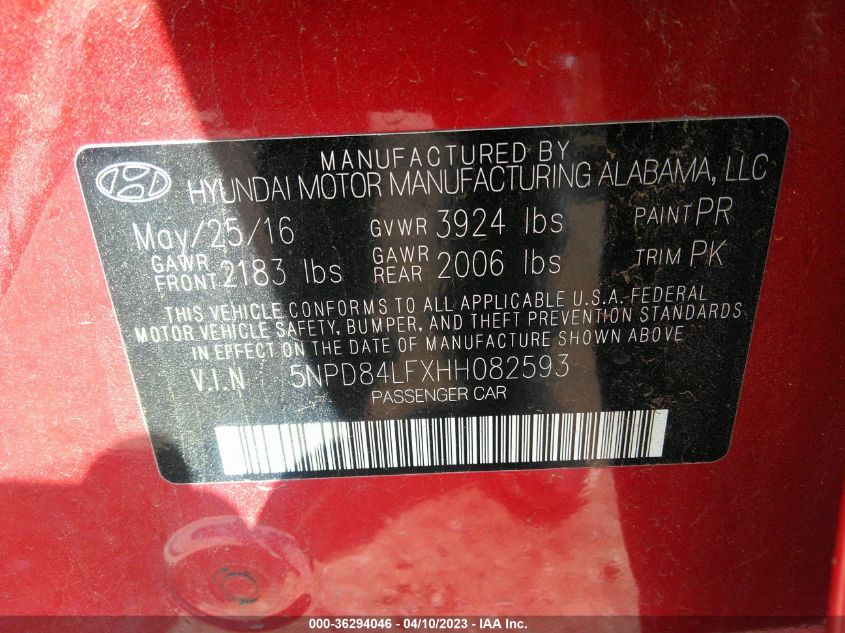 MANUFACTURED BY
HYUNDAI MOTOR MANUFACTURING ALABAMA, LLC
May/25/16 GVWR 3924 lbs PAINT PR
GAWR FRONT 2183 lbs GAWR REAR 2006 lbs TRIM PK
THIS VEHICLE CONFORMS TO ALL APPLICABLE U.S.A. FEDERAL
MOTOR VEHICLE SAFETY, BUMPER, AND THEFT PREVENTION STANDARDS
IN EFFECT ON THE DATE OF MANUFACTURE SHOWN ABOVE
V.I.N 5NPD84LFXHH082593
PASSENGER CAR
000-36294046 - 04/10/2023 - IAA Inc.